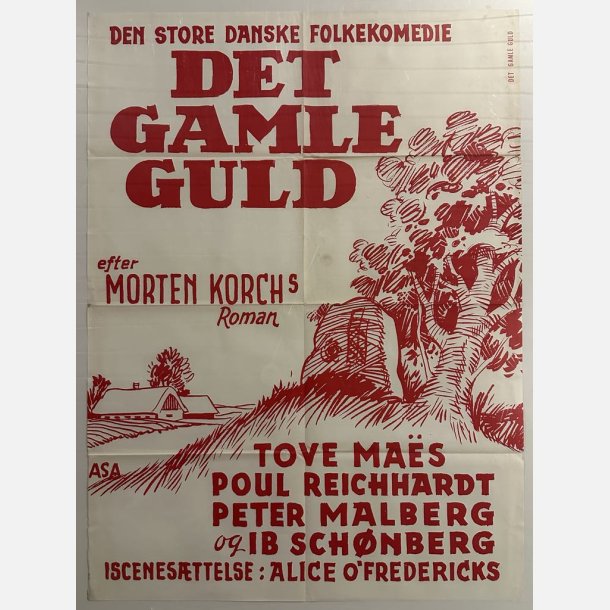 DEN STORE DANSKE FOLKEKOMEDIE
DET GAMLE GULD
DET
GAMLE
GULD
efter
MORTEN KORCHs
Roman
ASA
TOVE MAËS
POUL REICHHARDT
PETER MALBERG
og IB SCHØNBERG
ISCENESÆTTELSE: ALICE O'FREDERICKS